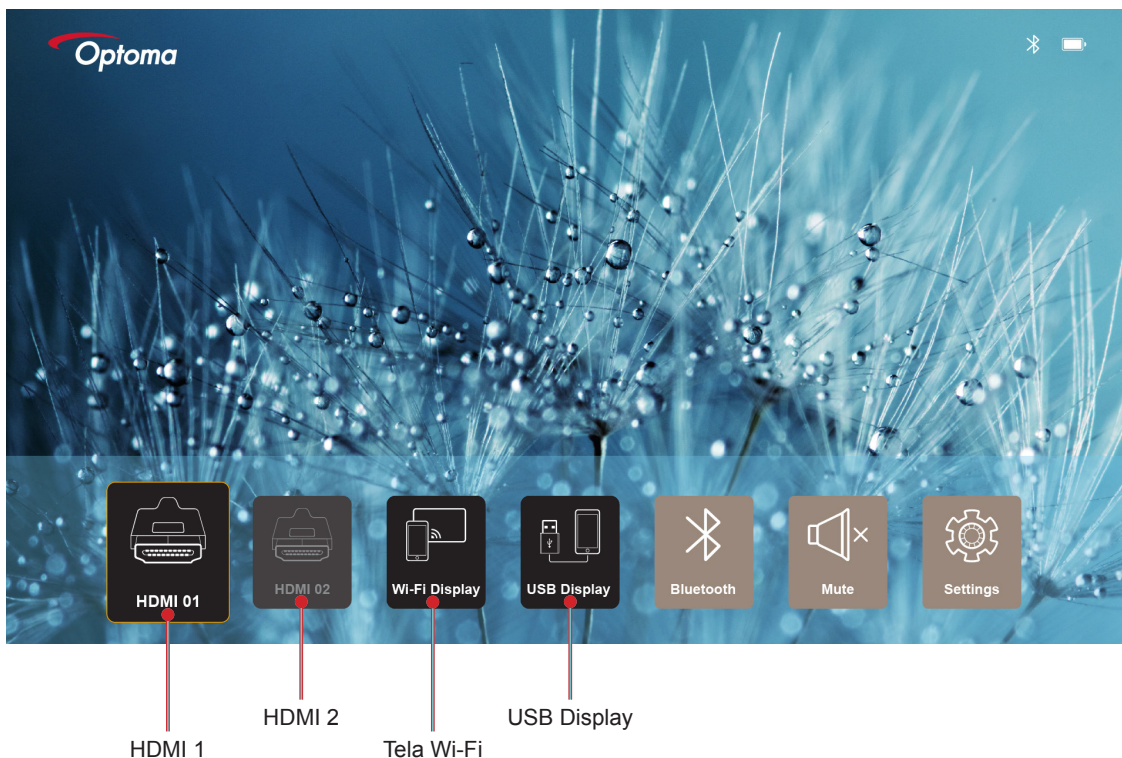 Optoma
HDMI 01
HDMI 02
Wi-Fi Display
USB Display
Bluetooth
Mute
Settings
HDMI 2
USB Display
HDMI 1
Tela Wi-Fi